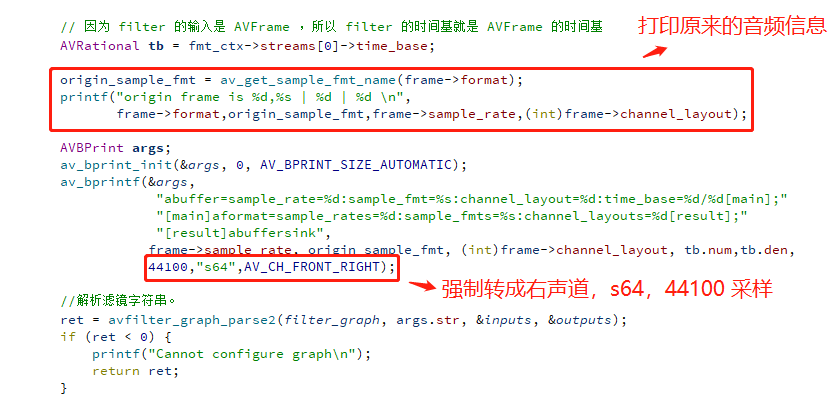 // 因为 filter 的输入是 AVFrame ，所以 filter 的时间基就是 AVFrame 的时间基
打印原来的音频信息
AVRational tb = fmt_ctx->streams[0]->time_base;
origin_sample_fmt = av_get_sample_fmt_name(frame->format);
printf("origin frame is %d,%s | %d | %d \n",
frame->format,origin_sample_fmt,frame->sample_rate,(int)frame->channel_layout);
AVBPrint args;
av_bprint_init(&args, 0, AV_BPRINT_SIZE_AUTOMATIC);
av_bprintf(&args,
"abuffer=sample_rate=%d:sample_fmt=%s:channel_layout=%d:time_base=%d/%d[main];"
"[main]aformat=sample_rates=%d:sample_fmts=%s:channel_layouts=%d[result];"
"[result]abuffersink",
frame->sample_rate, origin_sample_fmt, (int)frame->channel_layout, tb.num,tb.den,
44100,"s64",AV_CH_FRONT_RIGHT);
强制转成右声道，s64，44100 采样
//解析滤镜字符串。
ret = avfilter_graph_parse2(filter_graph, args.str, &inputs, &outputs);
if (ret < 0) {
printf("Cannot configure graph\n");
return ret;
}